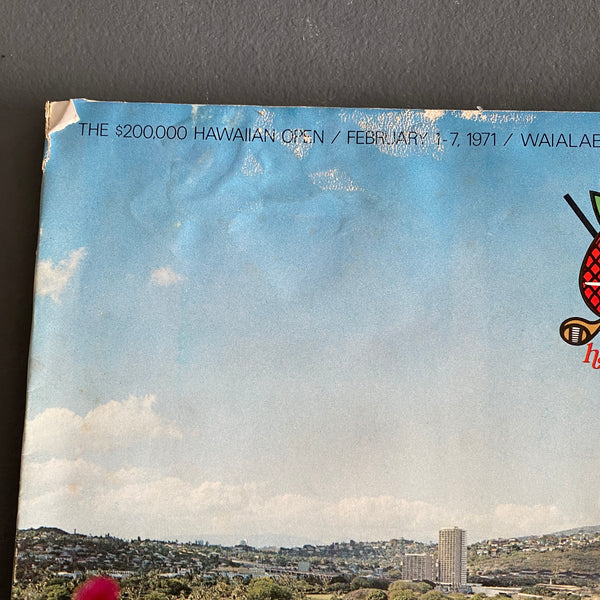 THE $200,000 HAWAIIAN OPEN / FEBRUARY 1-7, 1971 / WAIALAE
h